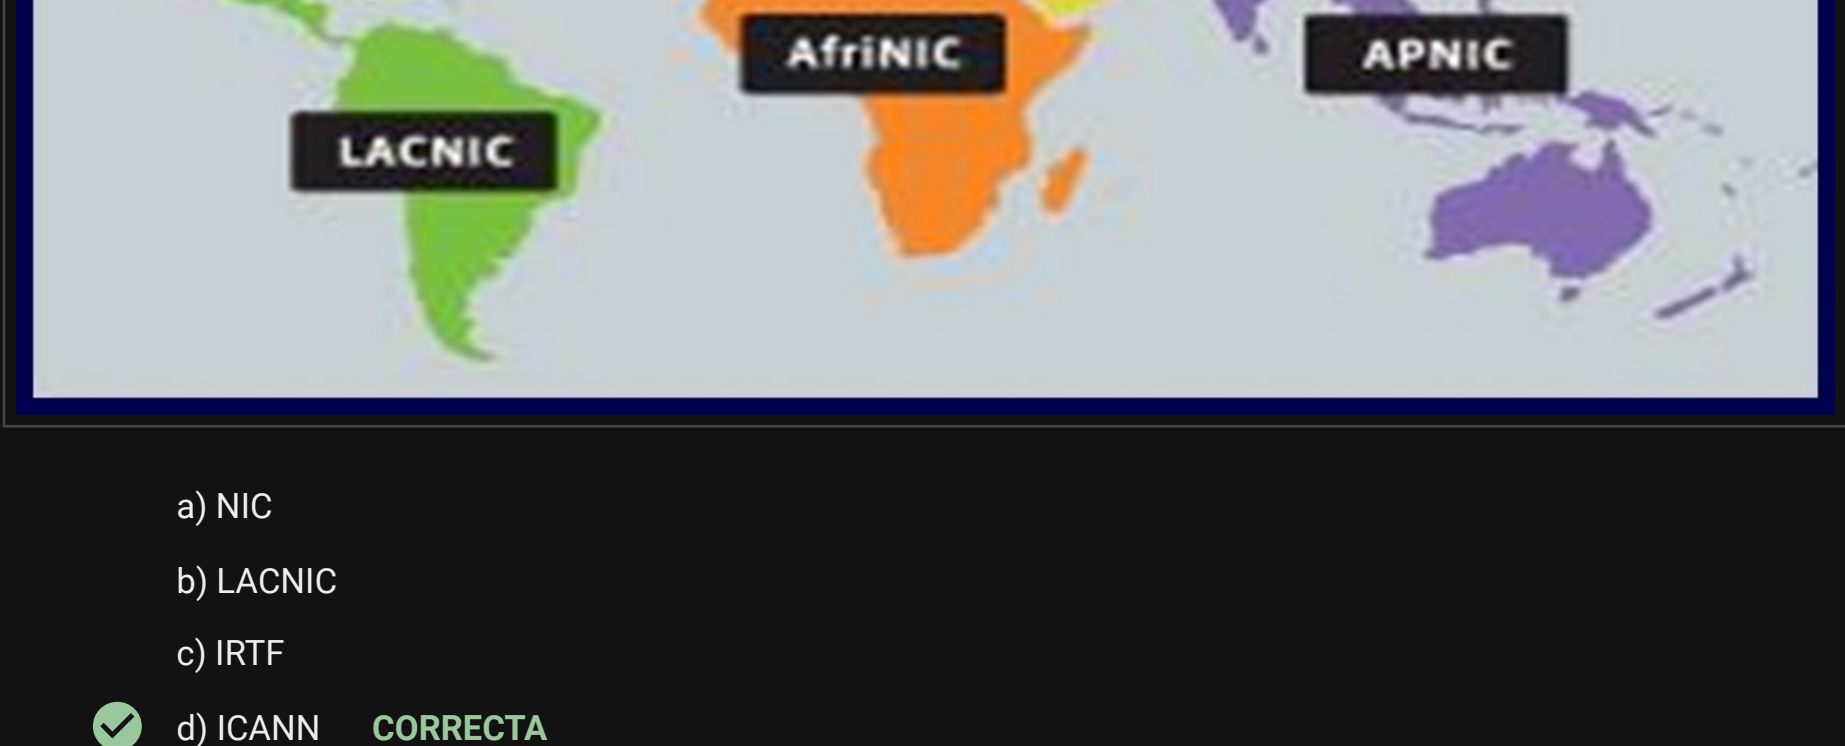 AfriNIC
APNIC
LACNIC
a) NIC
b) LACNIC
c) IRTF
d) ICANN CORRECTA